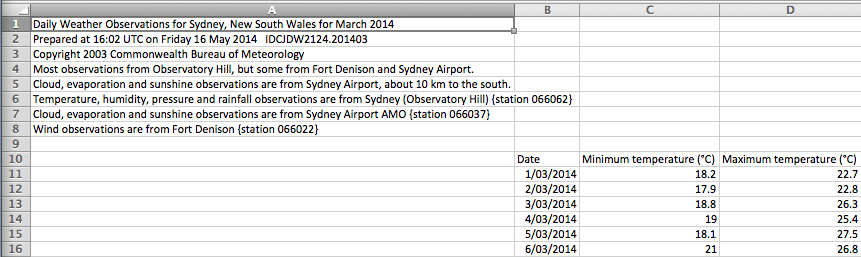 A B C D
1 Daily Weather Observations for Sydney, New South Wales for March 2014
2 Prepared at 16:02 UTC on Friday 16 May 2014 IDCJDW2124.201403
3 Copyright 2003 Commonwealth Bureau of Meteorology
4 Most observations from Observatory Hill, but some from Fort Denison and Sydney Airport.
5 Cloud, evaporation and sunshine observations are from Sydney Airport, about 10 km to the south.
6 Temperature, humidity, pressure and rainfall observations are from Sydney (Observatory Hill) {station 066062}
7 Cloud, evaporation and sunshine observations are from Sydney Airport AMO {station 066037}
8 Wind observations are from Fort Denison {station 066022}
9
10 Date Minimum temperature (°C) Maximum temperature (°C)
11 1/03/2014 18.2 22.7
12 2/03/2014 17.9 22.8
13 3/03/2014 18.8 26.3
14 4/03/2014 19 25.4
15 5/03/2014 18.1 27.5
16 6/03/2014 21 26.8